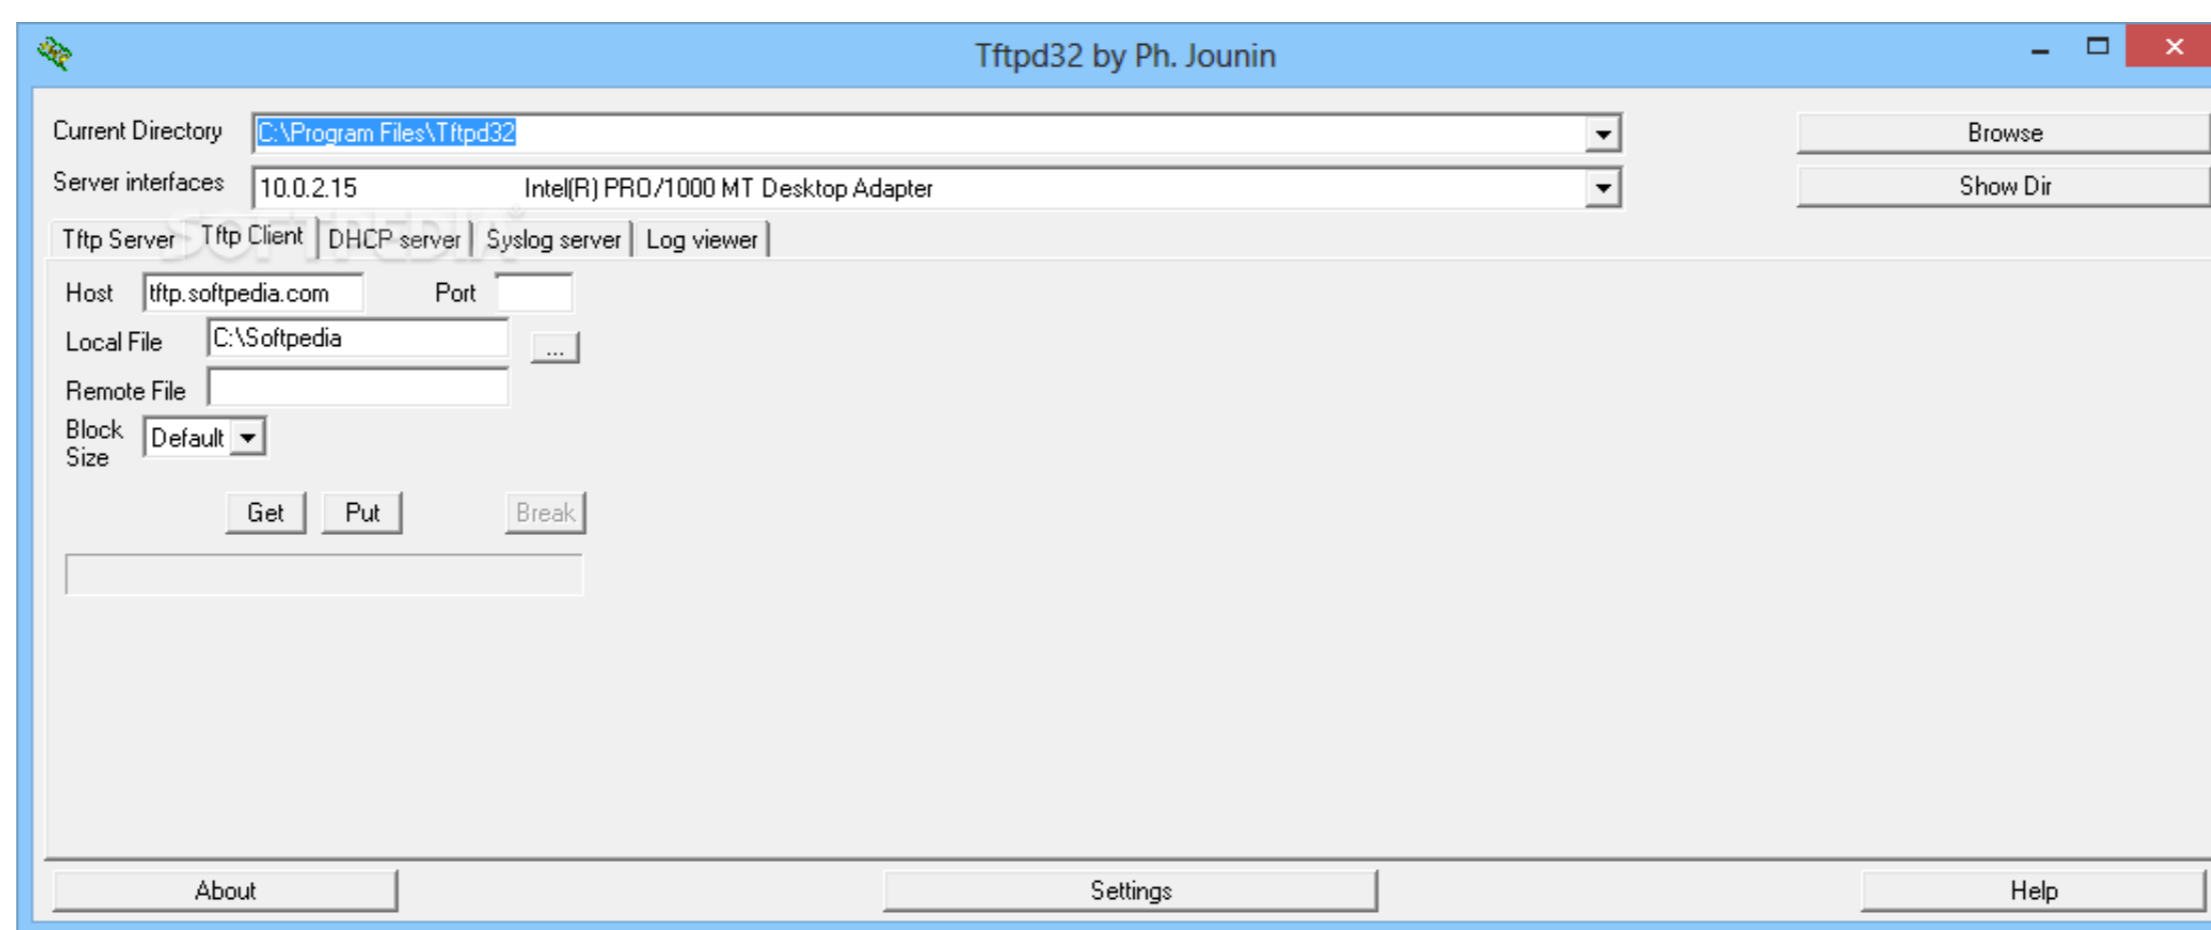 Tftpd32 by Ph. Jounin
Current Directory C:\Program Files\Tftpd32 Browse
Server interfaces 10.0.2.15 Intel(R) PRO/1000 MT Desktop Adapter Show Dir
SOFTPEDIA®
Tftp Server Tftp Client DHCP server Syslog server Log viewer
Host tftp.softpedia.com Port
Local File C:\Softpedia ...
Remote File
Block Size Default
Get Put Break
About Settings Help